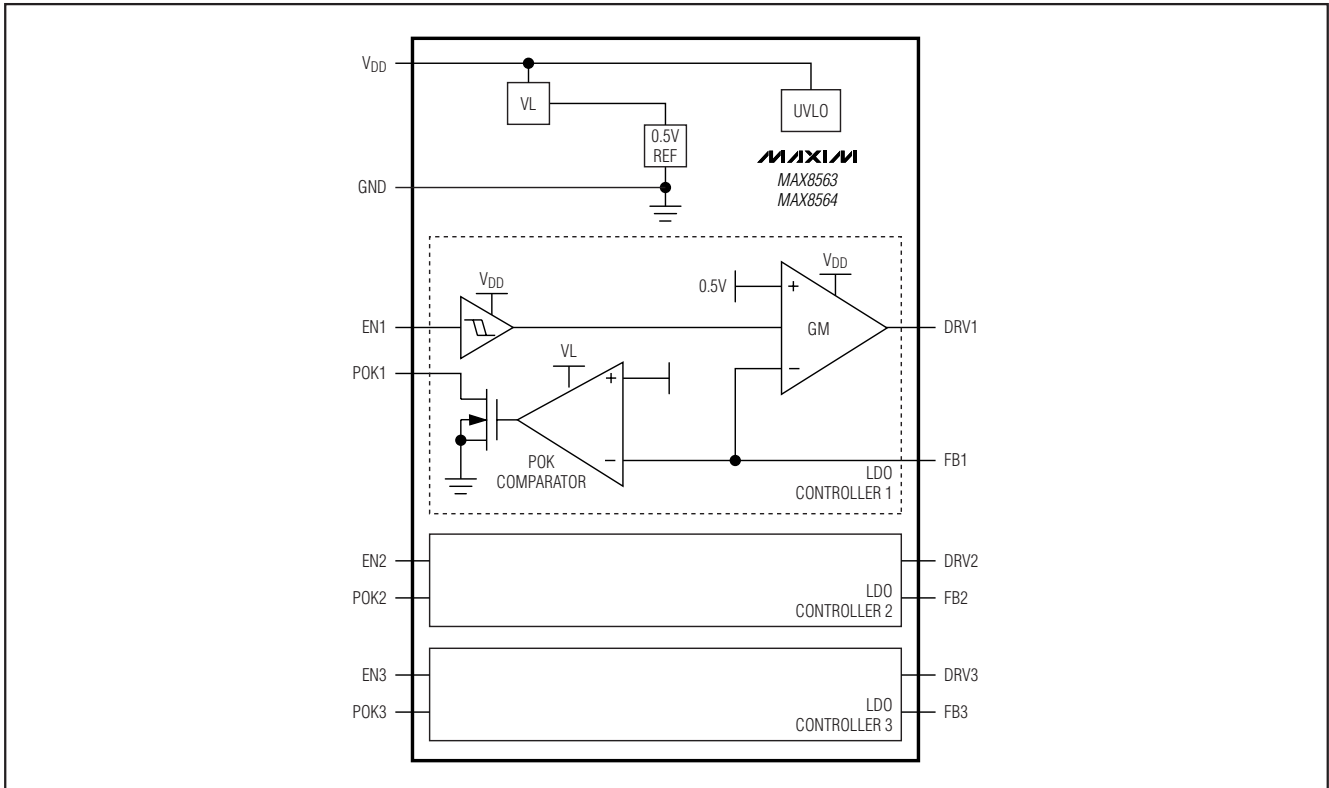 VDD
VL
UVLO
0.5V
REF
MAXIM
GND
MAX8563
MAX8564
VDD
VDD
0.5V
+
EN1
GM
DRV1
VL
POK1
+
−
POK
COMPARATOR
−
FB1
LDO
CONTROLLER 1
EN2
DRV2
POK2
LDO
CONTROLLER 2
FB2
EN3
DRV3
POK3
LDO
CONTROLLER 3
FB3